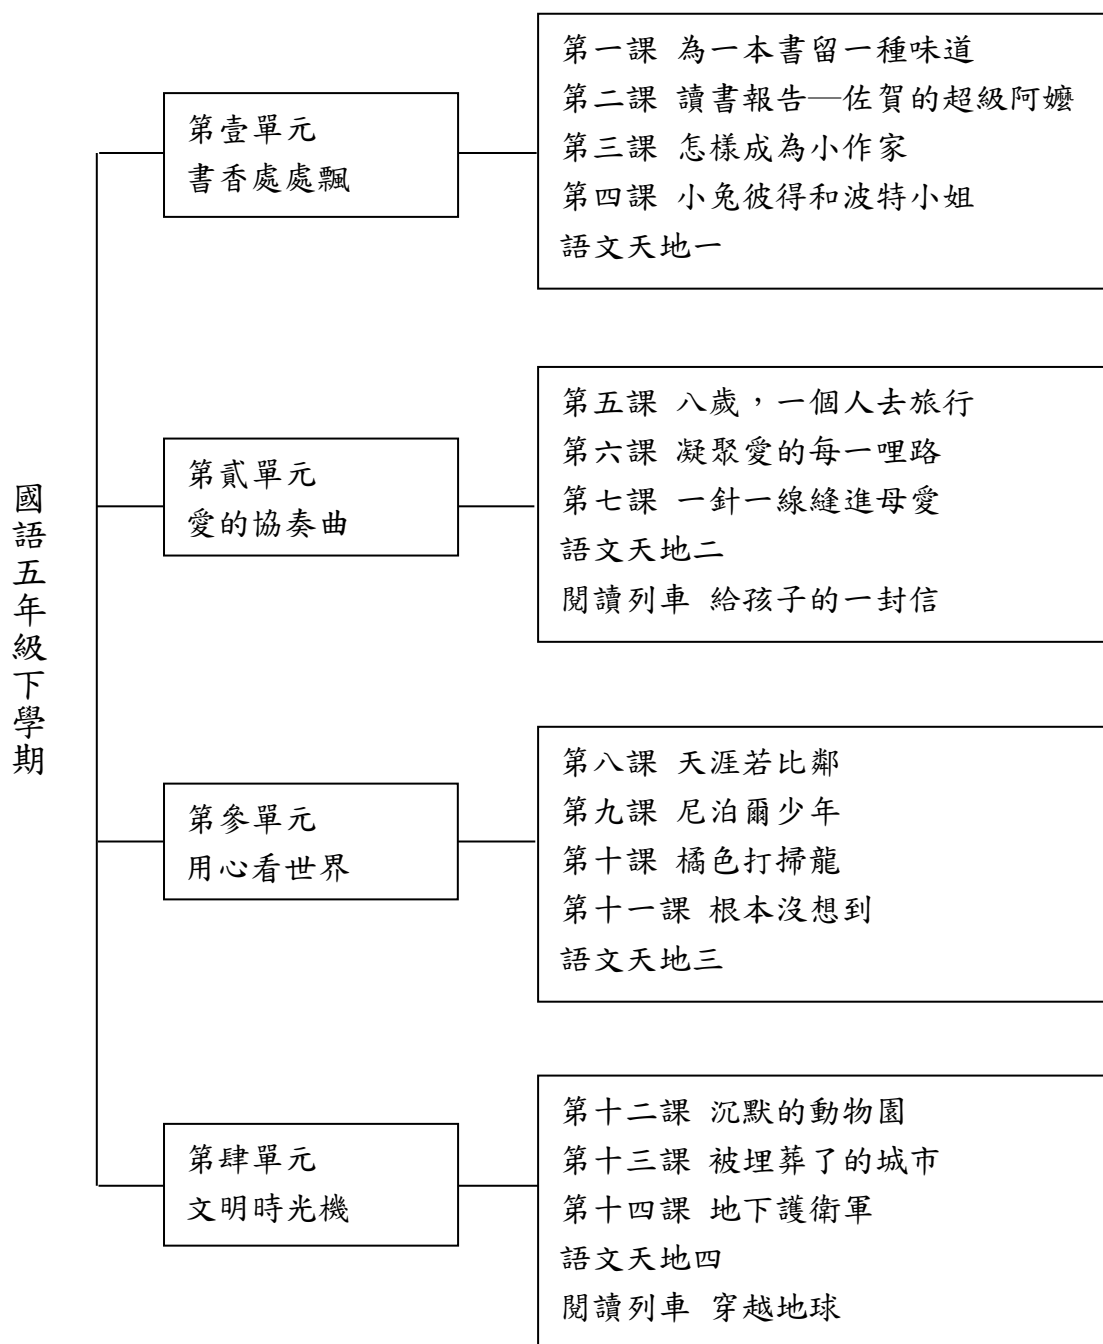 國語五年級下學期
第壹單元
書香處處飄
第一課 為一本書留一種味道
第二課 讀書報告—佐賀的超級阿嬤
第三課 怎樣成為小作家
第四課 小兔彼得和波特小姐
語文天地一
第貳單元
愛的協奏曲
第五課 八歲，一個人去旅行
第六課 凝聚愛的每一哩路
第七課 一針一線縫進母愛
語文天地二
閱讀列車 給孩子的一封信
第參單元
用心看世界
第八課 天涯若比鄰
第九課 尼泊爾少年
第十課 橘色打掃龍
第十一課 根本沒想到
語文天地三
第肆單元
文明時光機
第十二課 沉默的動物園
第十三課 被埋葬了的城市
第十四課 地下護衛軍
語文天地四
閱讀列車 穿越地球